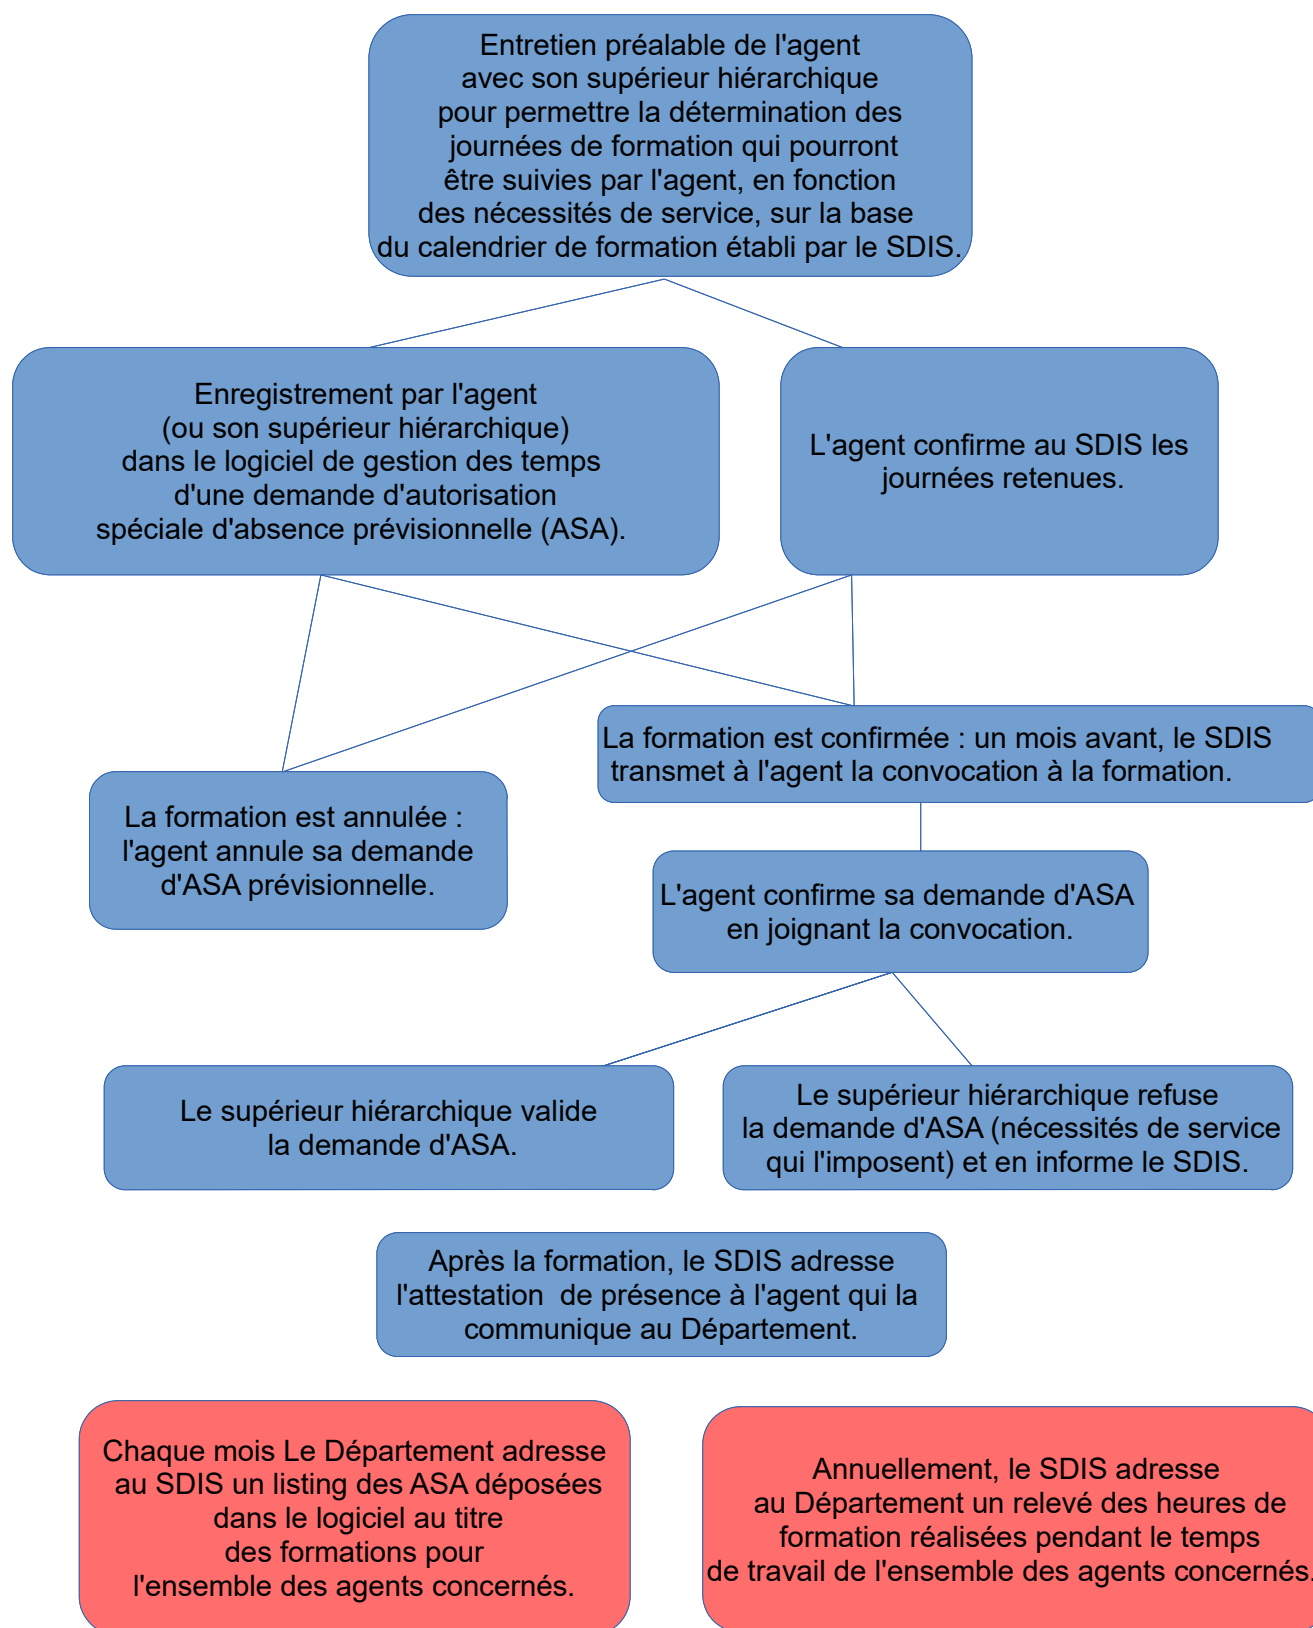 Entretien préalable de l'agent
avec son supérieur hiérarchique
pour permettre la détermination des
journées de formation qui pourront
être suivies par l'agent, en fonction
des nécessités de service, sur la base
du calendrier de formation établi par le SDIS.
Enregistrement par l'agent
(ou son supérieur hiérarchique)
dans le logiciel de gestion des temps
d'une demande d'autorisation
spéciale d'absence prévisionnelle (ASA).
L'agent confirme au SDIS les
journées retenues.
La formation est confirmée : un mois avant, le SDIS
transmet à l'agent la convocation à la formation.
La formation est annulée :
l'agent annule sa demande
d'ASA prévisionnelle.
L'agent confirme sa demande d'ASA
en joignant la convocation.
Le supérieur hiérarchique valide
la demande d'ASA.
Le supérieur hiérarchique refuse
la demande d'ASA (nécessités de service
qui l'imposent) et en informe le SDIS.
Après la formation, le SDIS adresse
l'attestation  de présence à l'agent qui la
communique au Département.
Chaque mois Le Département adresse
au SDIS un listing des ASA déposées
dans le logiciel au titre
des formations pour
l'ensemble des agents concernés.
Annuellement, le SDIS adresse
au Département un relevé des heures de
formation réalisées pendant le temps
de travail de l'ensemble des agents concernés.